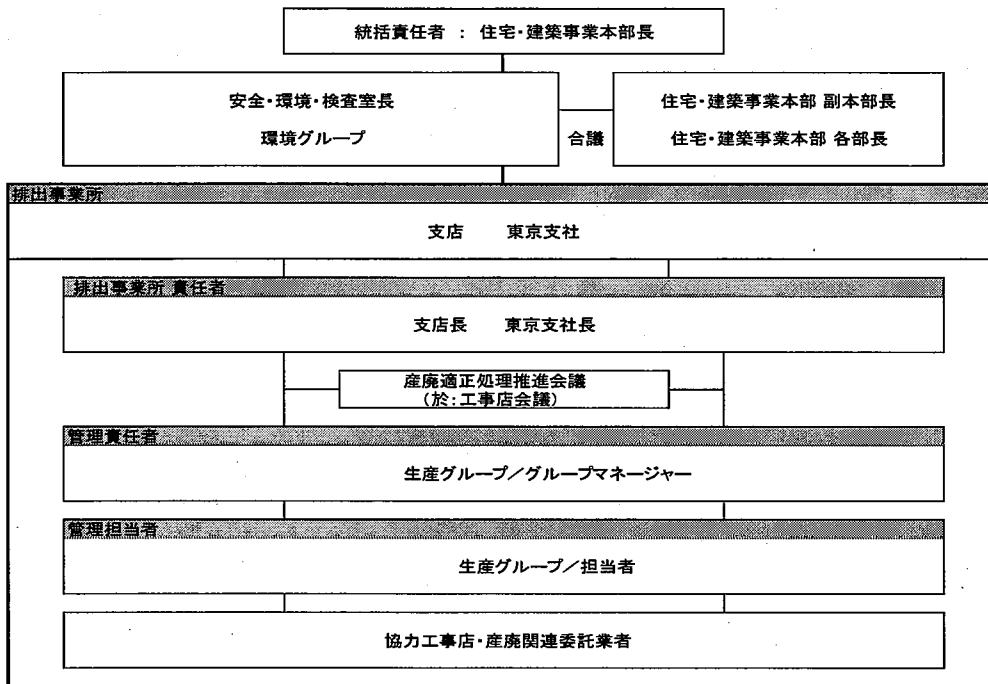 統括責任者 : 住宅・建築事業本部長
安全・環境・検査室長
環境グループ
合議
住宅・建築事業本部 副本部長
住宅・建築事業本部 各部長
排出事業所
支店 東京支社
排出事業所 責任者
支店長 東京支社長
産廃適正処理推進会議
(於:工事店会議)
管理責任者
生産グループ/グループマネージャー
管理担当者
生産グループ/担当者
協力工事店・産廃関連委託業者